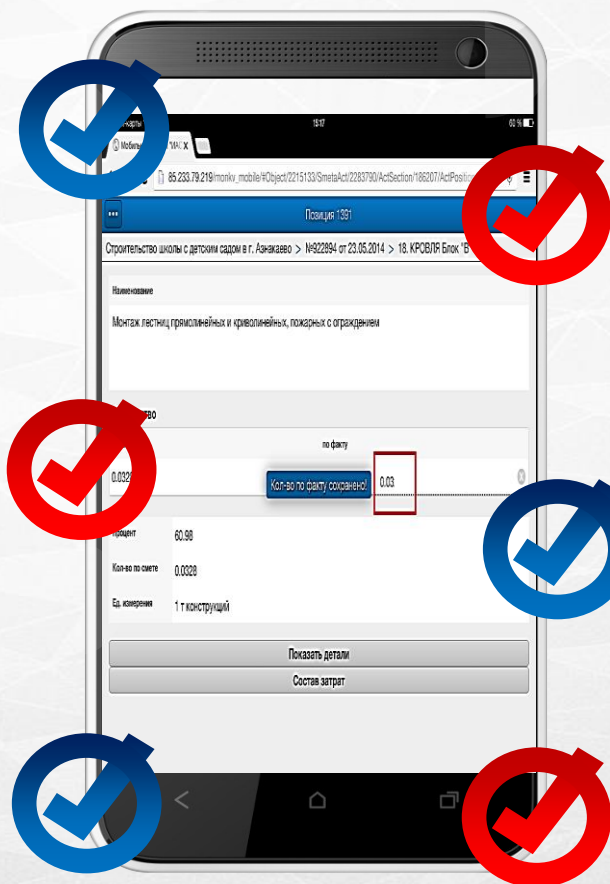 15:17
60 %
85.233.79.219/monkv_mobile/#Object/2215133/SmetaAct/2283790/ActSection/186207/ActPosition
...
Позиция 1391
Строительство школы с детским садом в г. Азнакаево > №922894 от 23.05.2014 > 18. КРОВЛЯ Блок "В"
Наименование
Монтаж лестниц прямолинейных и криволинейных, пожарных с ограждением
по факту
0.0328
Кол-во по факту сохранено!
0.03
Процент
60.98
Кол-во по смете
0.0328
Ед. измерения
1 т конструкций
Показать детали
Состав затрат